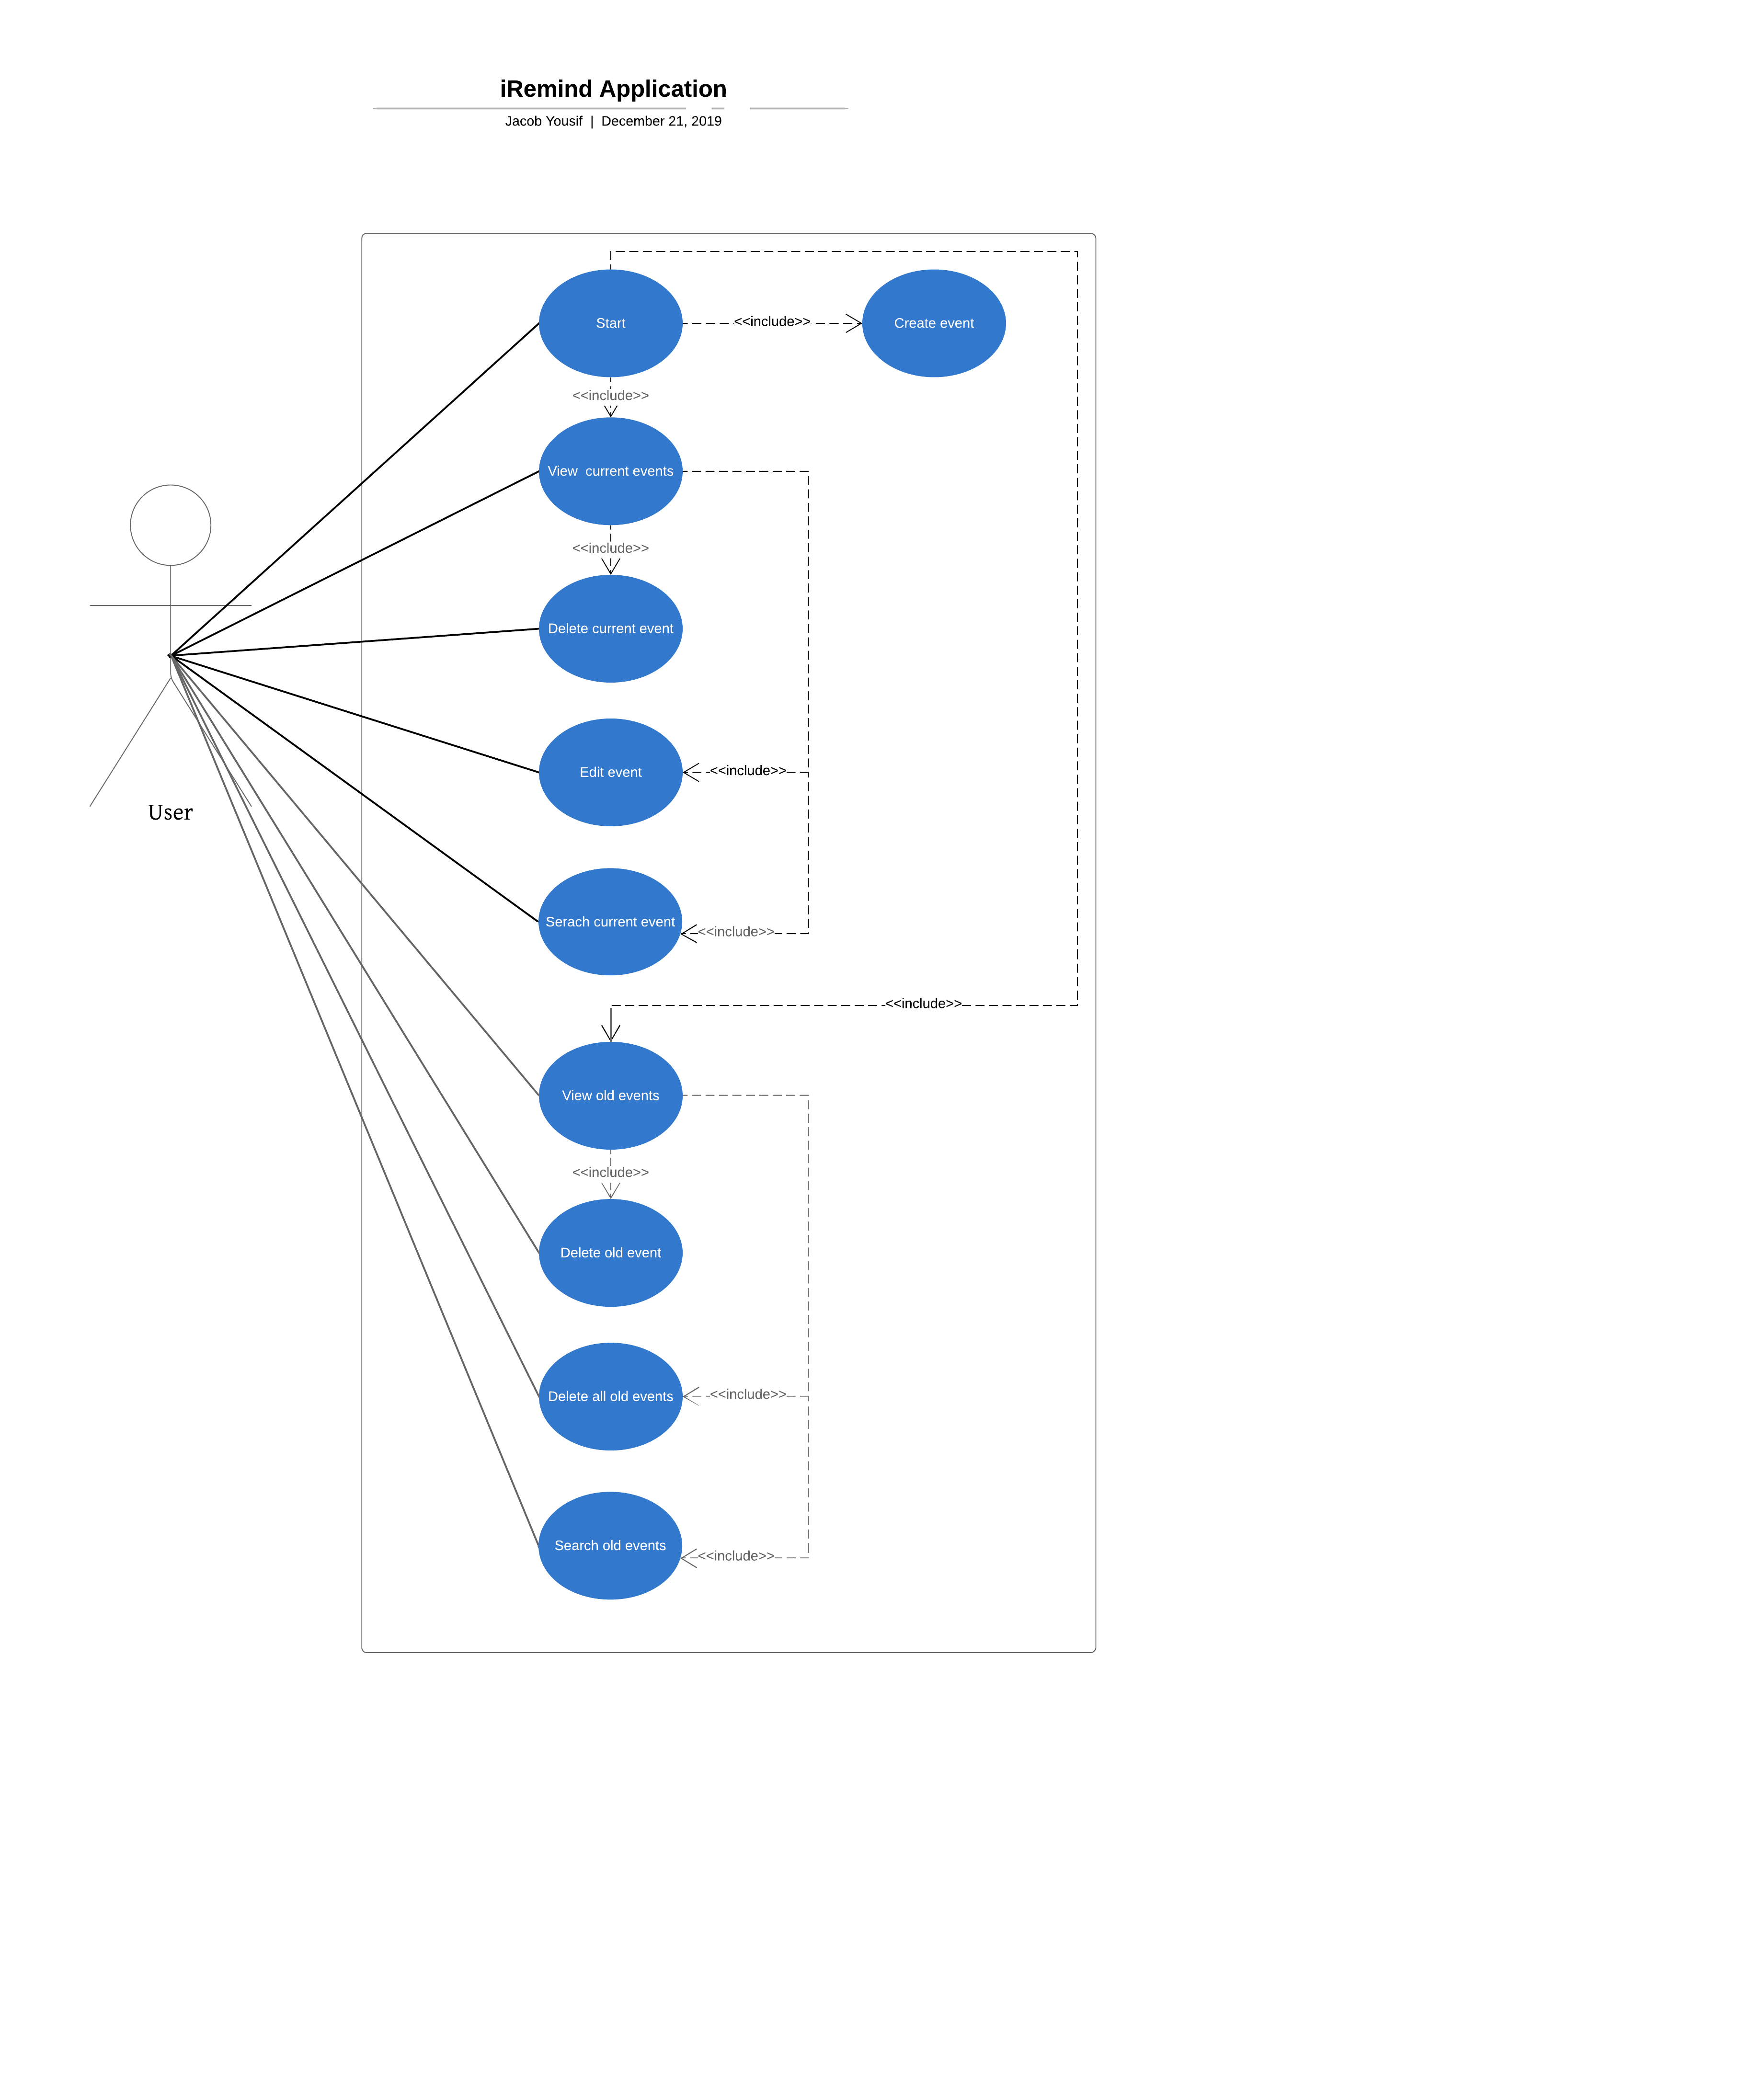 iRemind Application
Jacob Yousif | December 21, 2019
Start
<<include>>
Create event
<<include>>
View  current events
<<include>>
Delete current event
Edit event
<<include>>
User
Serach current event
<<include>>
<<include>>
View old events
<<include>>
Delete old event
Delete all old events
<<include>>
Search old events
<<include>>